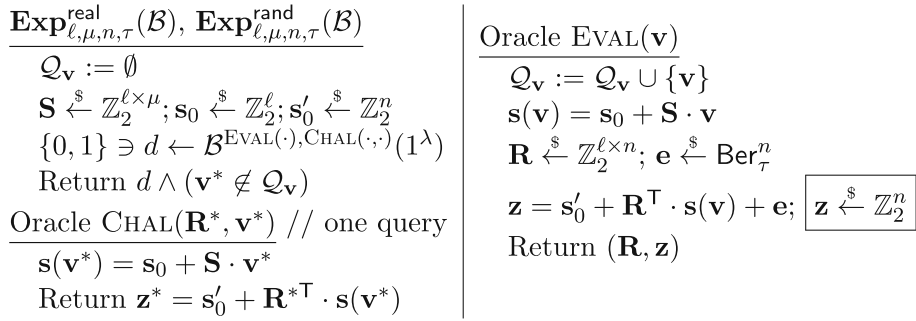 Exp^real_{ℓ,μ,n,τ}(𝓑), Exp^rand_{ℓ,μ,n,τ}(𝓑)
𝒬_v := ∅
S ←$ ℤ_2^{ℓ×μ}; s_0 ←$ ℤ_2^ℓ; s′_0 ←$ ℤ_2^n
{0, 1} ∋ d ← 𝓑^{EVAL(·),CHAL(·,·)}(1^λ)
Return d ∧ (v* ∉ 𝒬_v)
Oracle CHAL(R*, v*) // one query
s(v*) = s_0 + S · v*
Return z* = s′_0 + R*^T · s(v*)
Oracle EVAL(v)
𝒬_v := 𝒬_v ∪ {v}
s(v) = s_0 + S · v
R ←$ ℤ_2^{ℓ×n}; e ←$ Ber_τ^n
z = s′_0 + R^T · s(v) + e; z ←$ ℤ_2^n
Return (R, z)